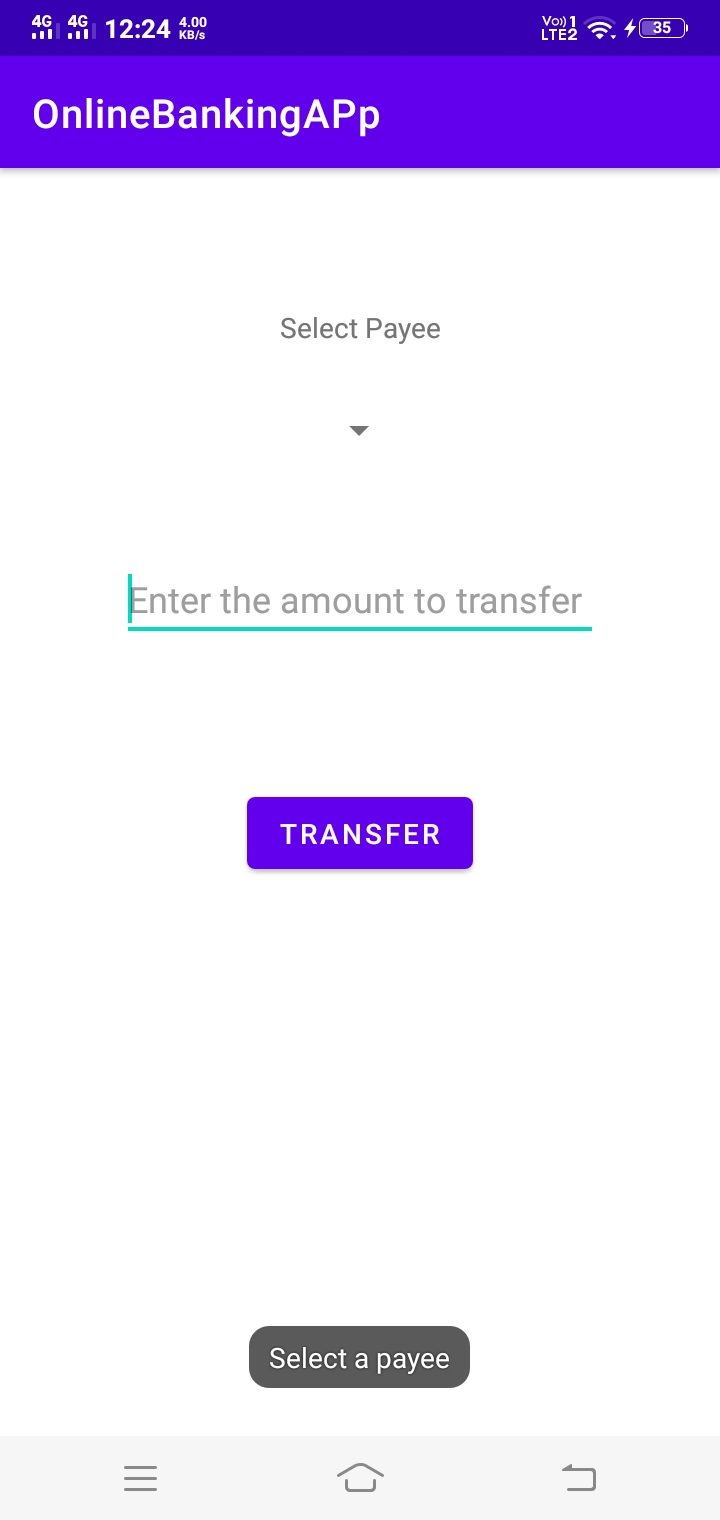 4G 4G 12:24 4.00 KB/s Vo)) 1 LTE2 35
OnlineBankingAPp
Select Payee
Enter the amount to transfer
TRANSFER
Select a payee